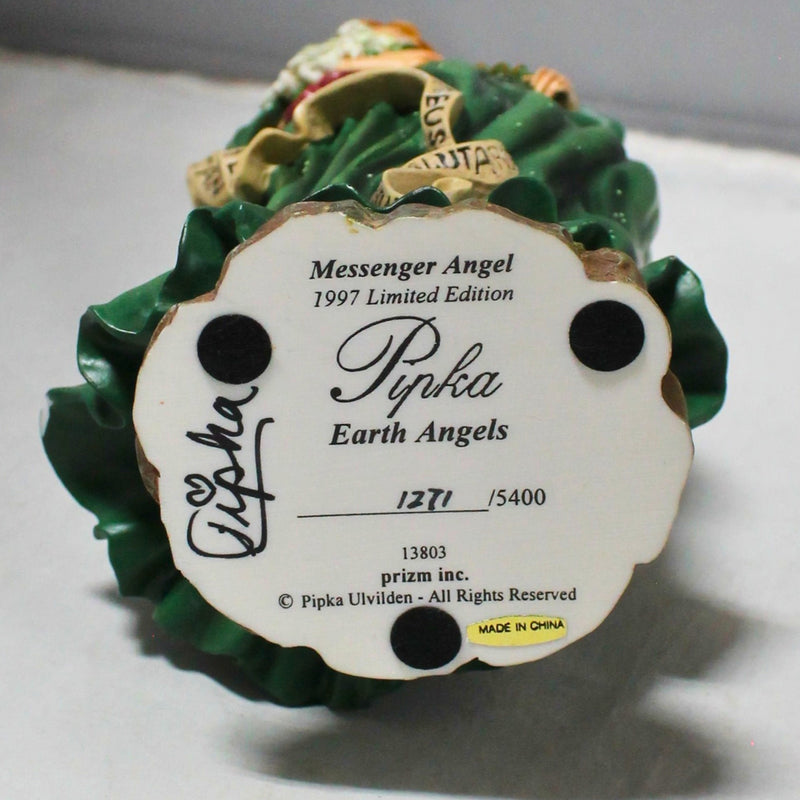 EUS
Messenger Angel
1997 Limited Edition
Pipka
Earth Angels
Pipka
1271/5400
13803
prizm inc.
© Pipka Ulvilden - All Rights Reserved
MADE IN CHINA